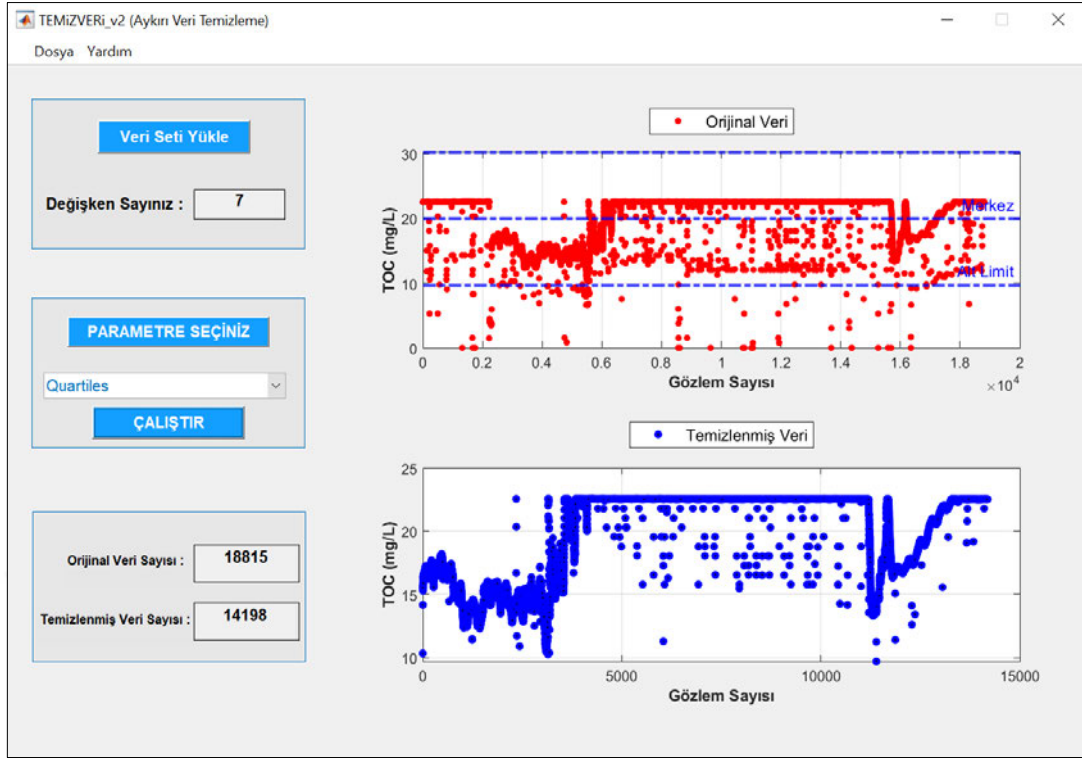 TEMiZVERi_v2 (Aykırı Veri Temizleme)
Dosya Yardım
Veri Seti Yükle
Değişken Sayınız : 7
PARAMETRE SEÇİNİZ
Quartiles
ÇALIŞTIR
Orijinal Veri Sayısı : 18815
Temizlenmiş Veri Sayısı : 14198
Orijinal Veri
30
20
10
0
TOC (mg/L)
Merkez
Alt Limit
0 0.2 0.4 0.6 0.8 1 1.2 1.4 1.6 1.8 2
×10⁴
Gözlem Sayısı
Temizlenmiş Veri
25
20
15
10
TOC (mg/L)
0 5000 10000 15000
Gözlem Sayısı